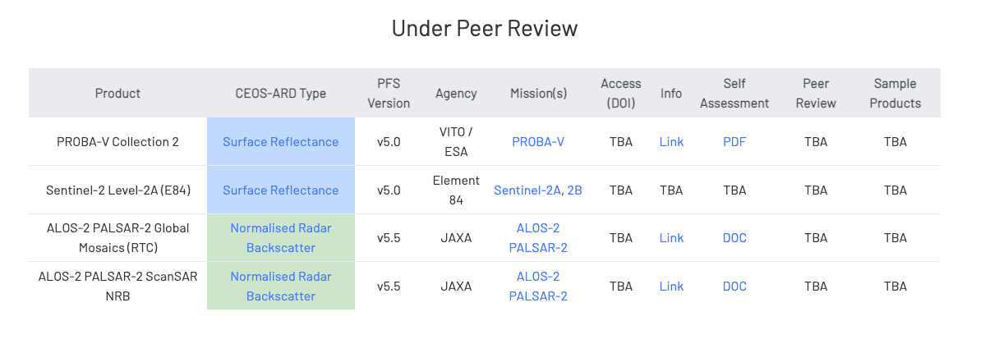 Under Peer Review
Product CEOS-ARD Type PFS Version Agency Mission(s) Access (DOI) Info Self Assessment Peer Review Sample Products
PROBA-V Collection 2 Surface Reflectance v5.0 VITO / ESA PROBA-V TBA Link PDF TBA TBA
Sentinel-2 Level-2A (E84) Surface Reflectance v5.0 Element 84 Sentinel-2A, 2B TBA TBA TBA TBA TBA
ALOS-2 PALSAR-2 Global Mosaics (RTC) Normalised Radar Backscatter v5.5 JAXA ALOS-2 PALSAR-2 TBA Link DOC TBA TBA
ALOS-2 PALSAR-2 ScanSAR NRB Normalised Radar Backscatter v5.5 JAXA ALOS-2 PALSAR-2 TBA Link DOC TBA TBA